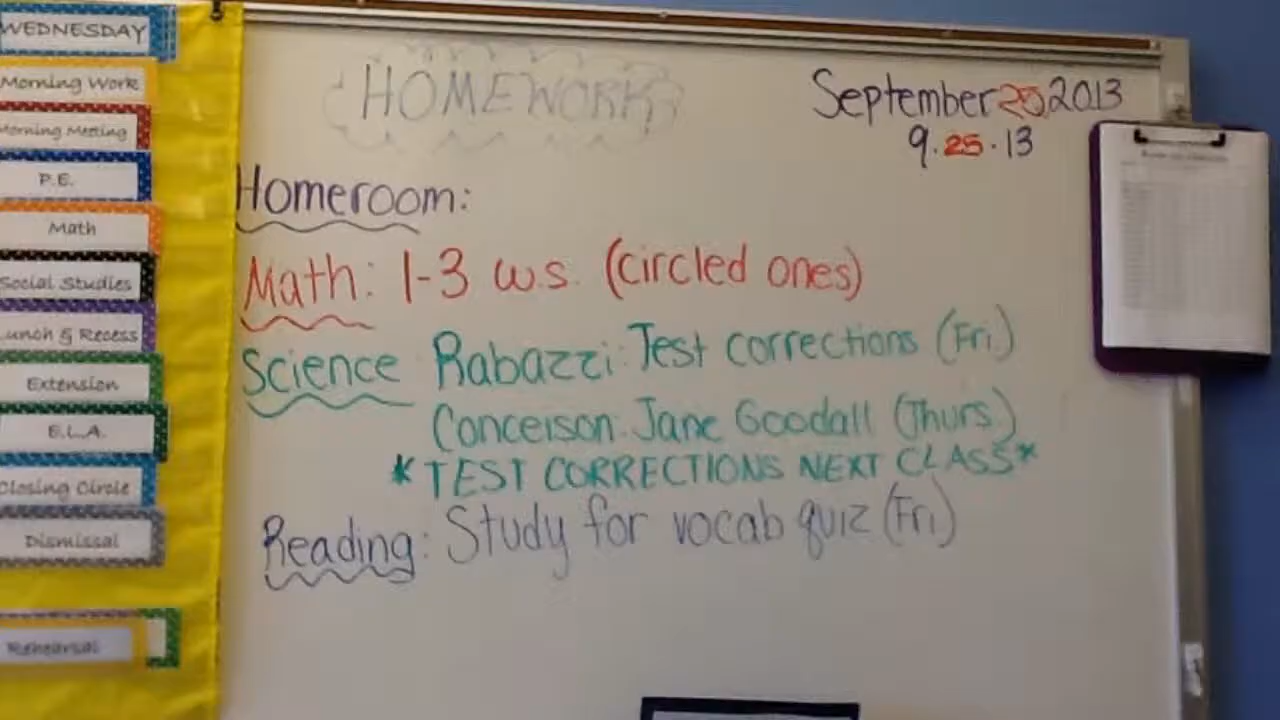 WEDNESDAY
Morning Work
Morning Meeting
P.E.
Math
Social Studies
Lunch & Recess
Extension
E.L.A.
Closing Circle
Dismissal
Rehearsal
HOMEWORK
September 25, 2013
9.25.13
Homeroom:
Math: 1-3 w.s. (circled ones)
Science Rabazzi: Test corrections (Fri.)
Conceison: Jane Goodall (Thurs.)
*TEST CORRECTIONS NEXT CLASS*
Reading: Study for vocab quiz (Fri.)